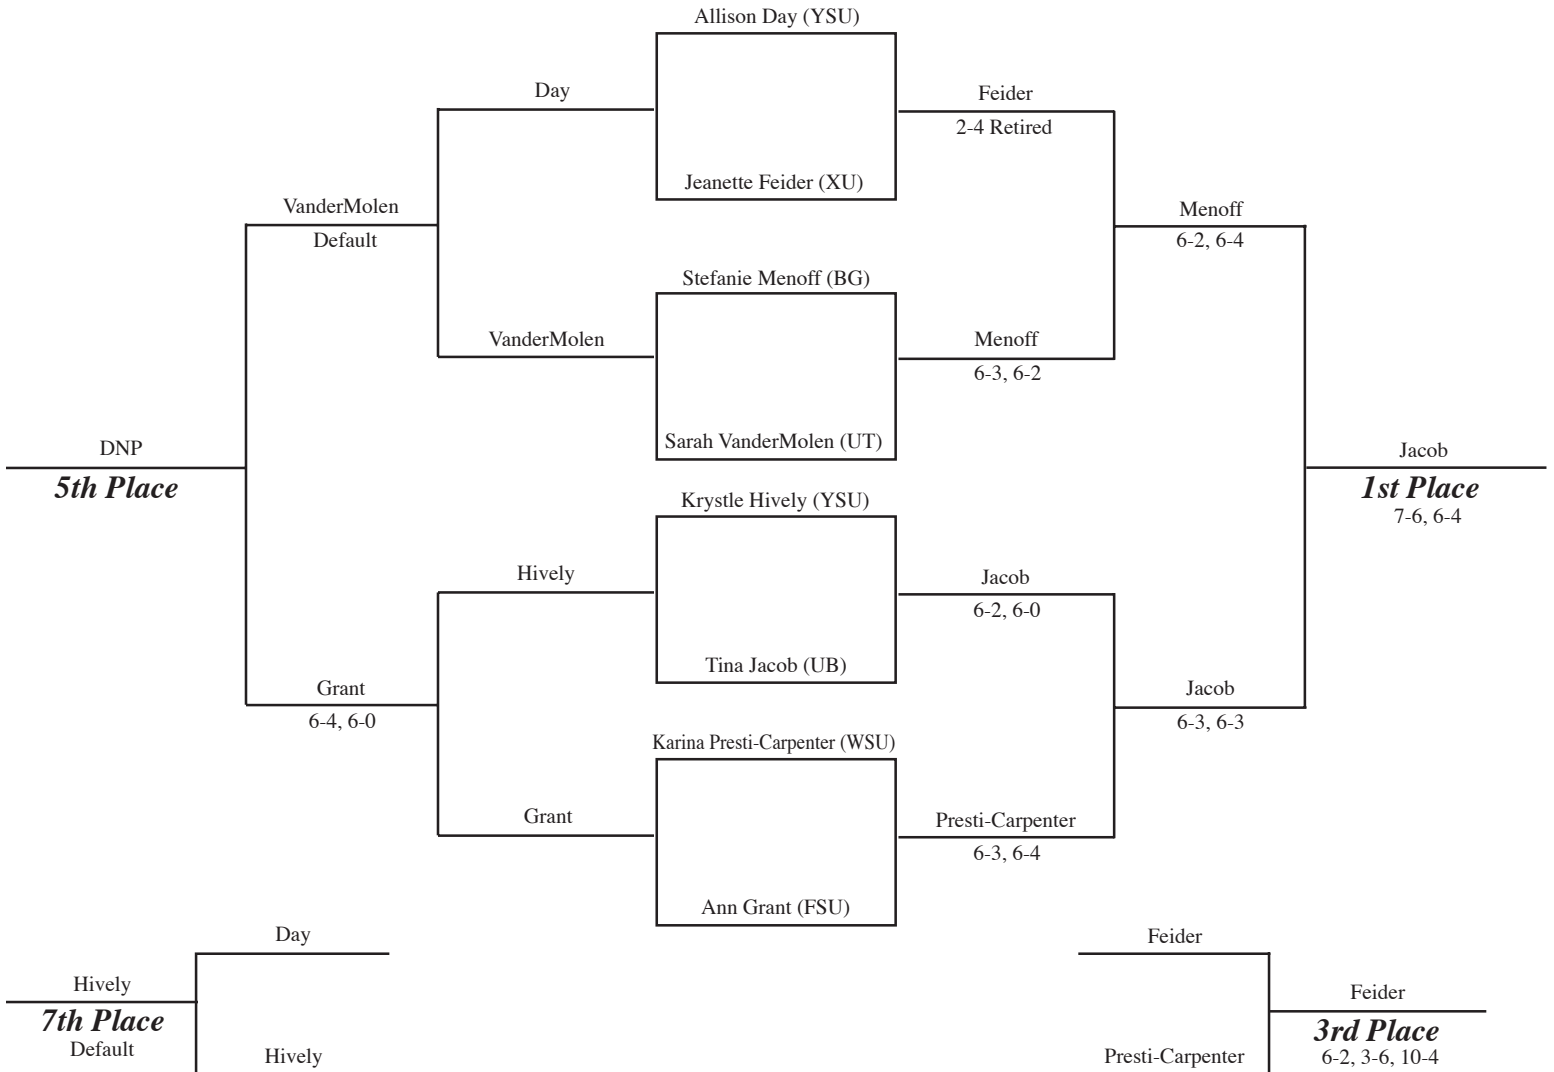 Allison Day (YSU)
Day
Feider
2-4 Retired
Jeanette Feider (XU)
VanderMolen
Default
Menoff
6-2, 6-4
Stefanie Menoff (BG)
VanderMolen
Menoff
6-3, 6-2
Sarah VanderMolen (UT)
DNP
5th Place
Jacob
1st Place
7-6, 6-4
Krystle Hively (YSU)
Hively
Jacob
6-2, 6-0
Tina Jacob (UB)
Grant
6-4, 6-0
Jacob
6-3, 6-3
Karina Presti-Carpenter (WSU)
Grant
Presti-Carpenter
6-3, 6-4
Ann Grant (FSU)
Day
Hively
7th Place
Default
Hively
Feider
Feider
3rd Place
6-2, 3-6, 10-4
Presti-Carpenter